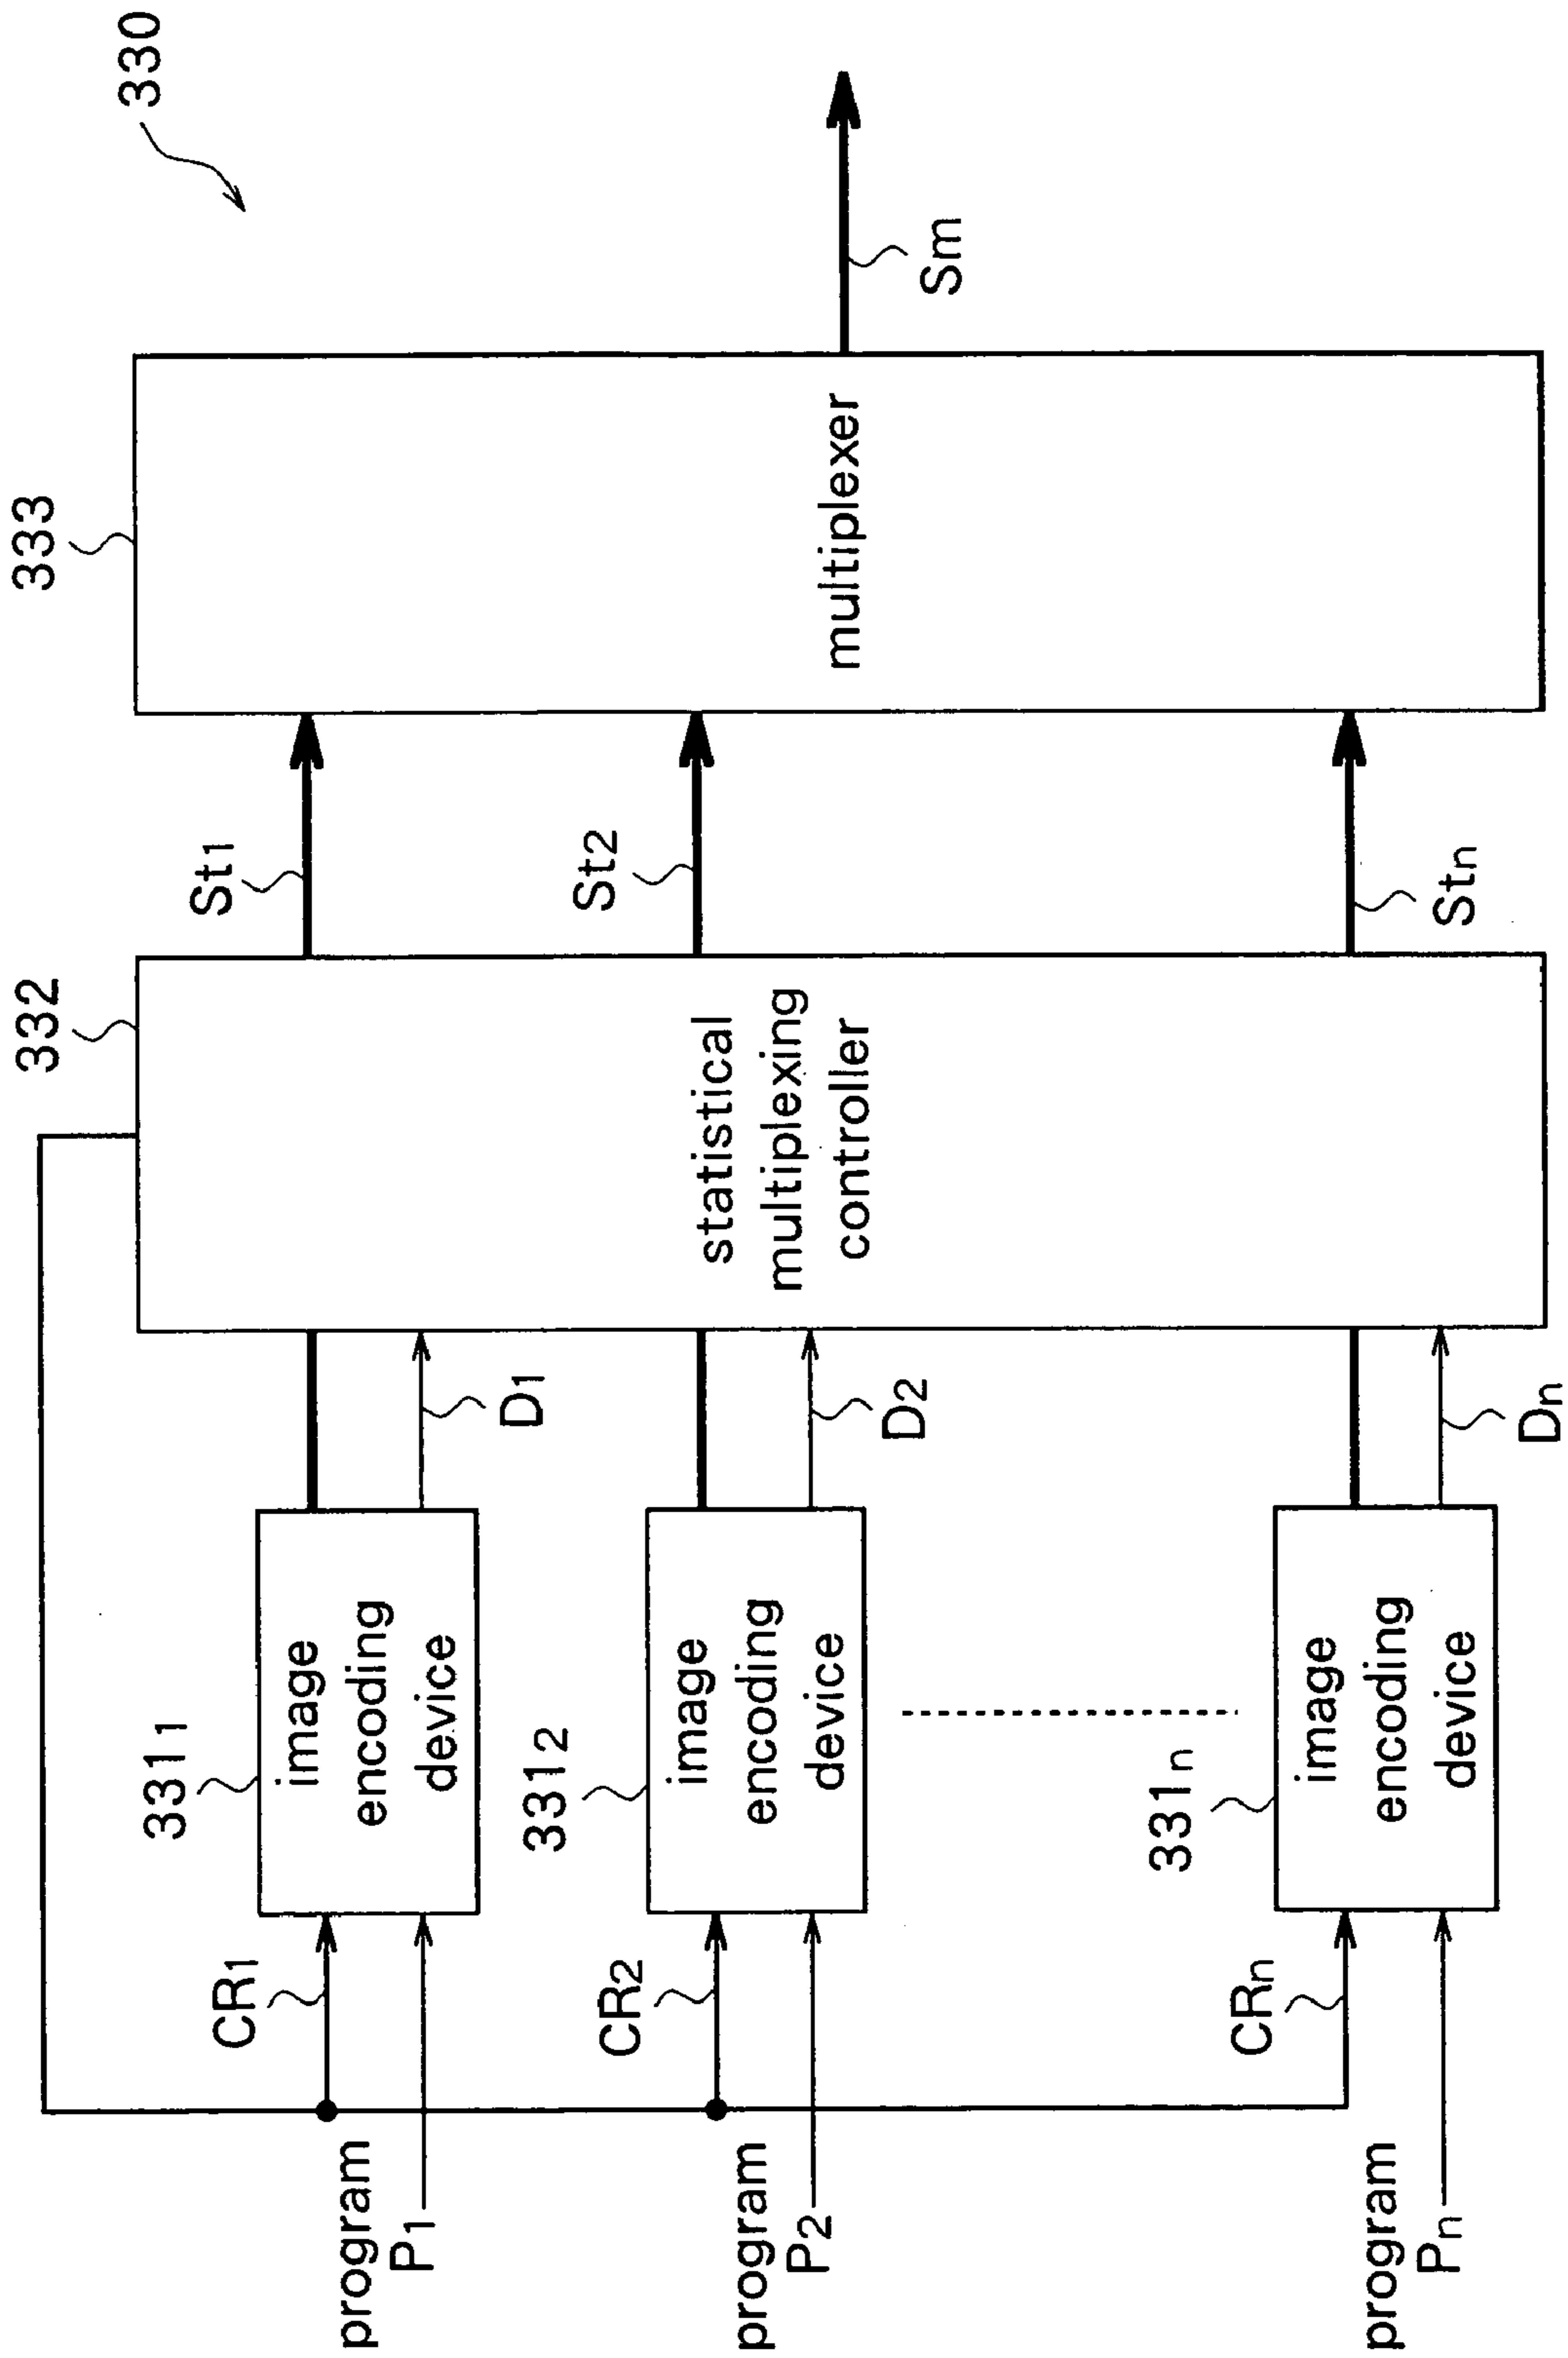 330
333
332
St1
St2
Stn
Sm
multiplexer
statistical
multiplexing
controller
3311
image
encoding
device
D1
CR1
program
P1
3312
image
encoding
device
D2
CR2
program
P2
331n
image
encoding
device
Dn
CRn
program
Pn